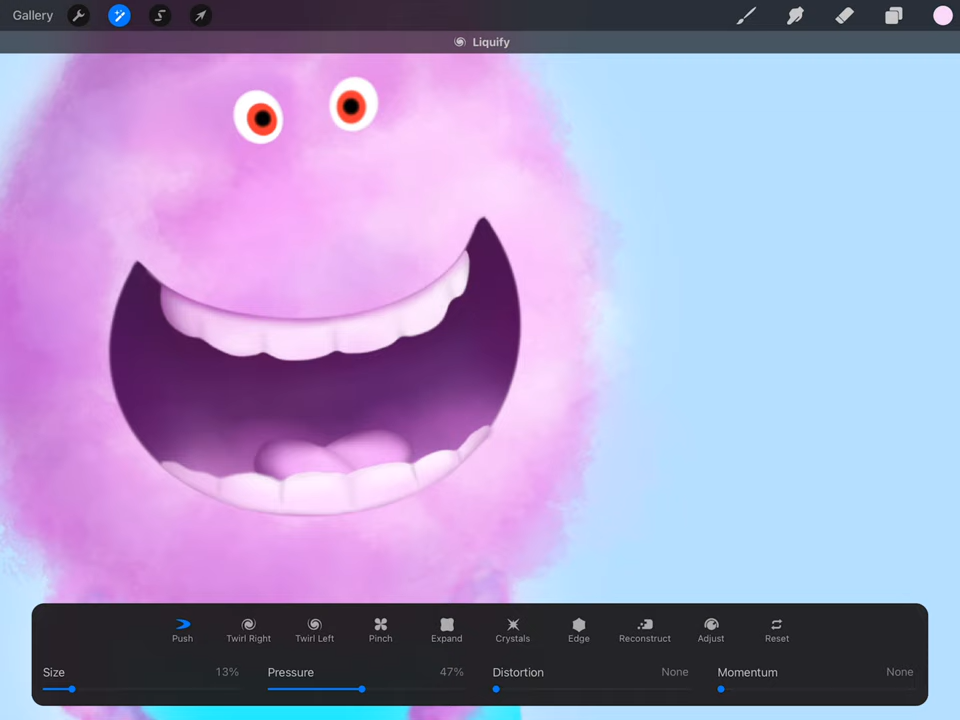 Gallery
Liquify
Push Twirl Right Twirl Left Pinch Expand Crystals Edge Reconstruct Adjust Reset
Size 13% Pressure 47% Distortion None Momentum None